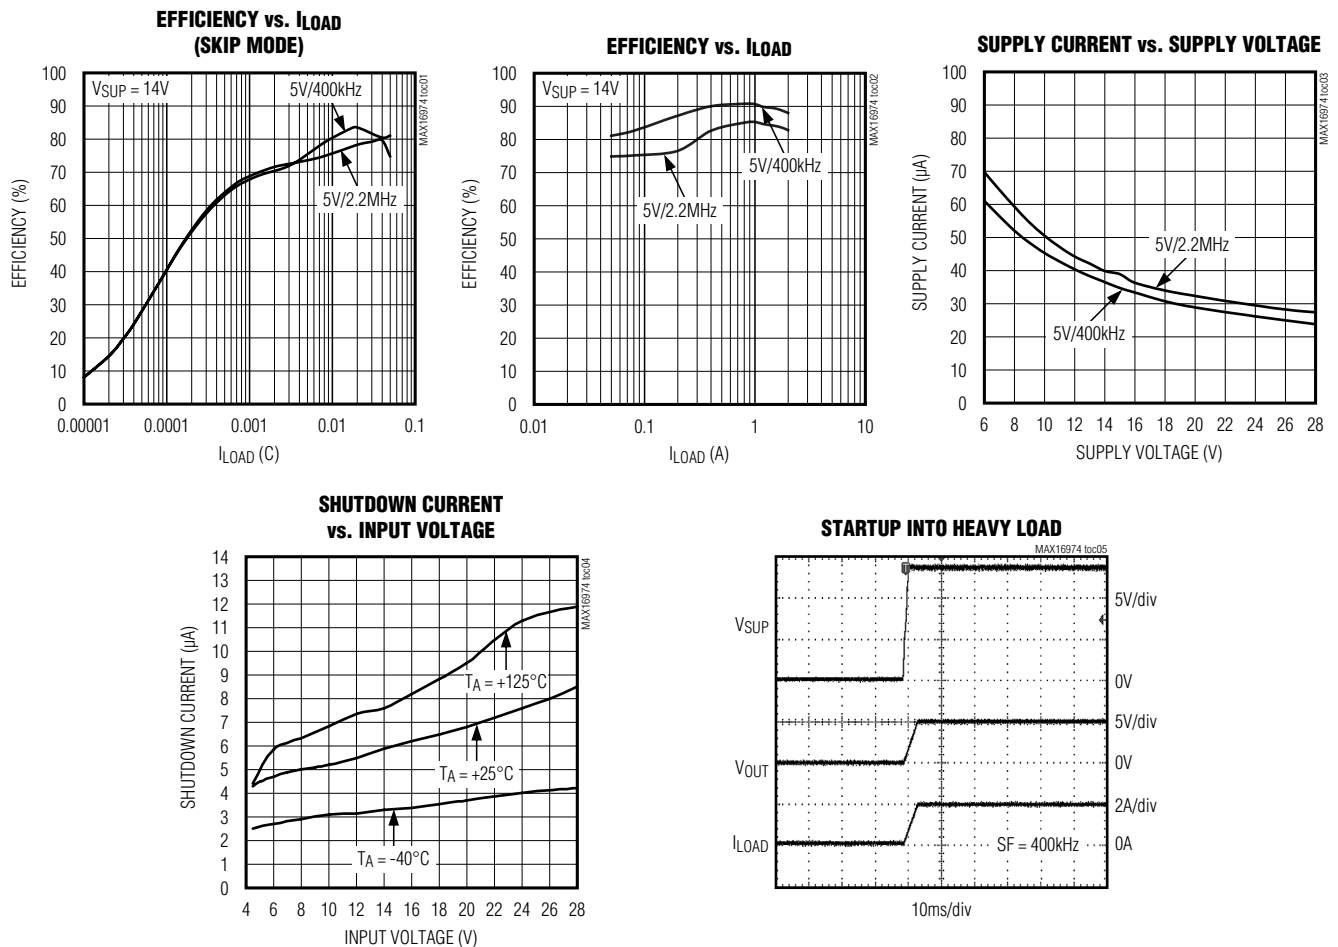 EFFICIENCY vs. ILOAD
(SKIP MODE)
100
90
80
70
60
50
40
30
20
10
0
EFFICIENCY (%)
VSUP = 14V
5V/400kHz
5V/2.2MHz
MAX16974 toc01
0.00001 0.0001 0.001 0.01 0.1
ILOAD (C)
EFFICIENCY vs. ILOAD
100
90
80
70
60
50
40
30
20
10
0
EFFICIENCY (%)
VSUP = 14V
5V/400kHz
5V/2.2MHz
MAX16974 toc02
0.01 0.1 1 10
ILOAD (A)
SUPPLY CURRENT vs. SUPPLY VOLTAGE
100
90
80
70
60
50
40
30
20
10
0
SUPPLY CURRENT (µA)
5V/2.2MHz
5V/400kHz
MAX16974 toc03
6 8 10 12 14 16 18 20 22 24 26 28
SUPPLY VOLTAGE (V)
SHUTDOWN CURRENT
vs. INPUT VOLTAGE
14
13
12
11
10
9
8
7
6
5
4
3
2
1
0
SHUTDOWN CURRENT (µA)
TA = +125°C
TA = +25°C
TA = -40°C
MAX16974 toc04
4 6 8 10 12 14 16 18 20 22 24 26 28
INPUT VOLTAGE (V)
STARTUP INTO HEAVY LOAD
MAX16974 toc05
VSUP
5V/div
0V
5V/div
VOUT
0V
2A/div
ILOAD
SF = 400kHz
0A
10ms/div